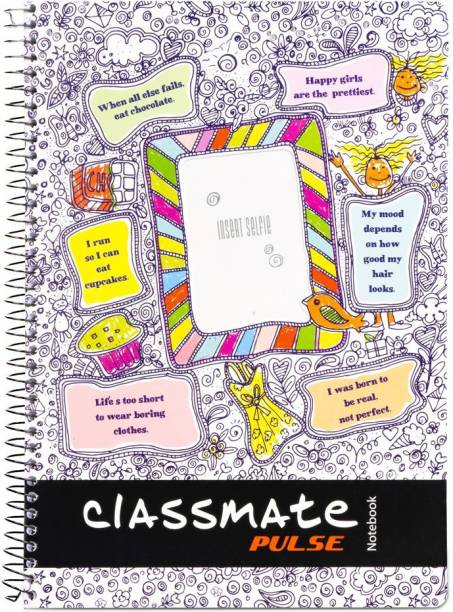 When all else fails,
eat chocolate.
Happy girls
are the prettiest.
CHO
insert selfie
I run
so I can
eat
cupcakes.
My mood
depends
on how
good my
hair
looks.
Life s too short
to wear boring
clothes.
I was born to
be real,
not perfect.
classmate
PULSE
Notebook